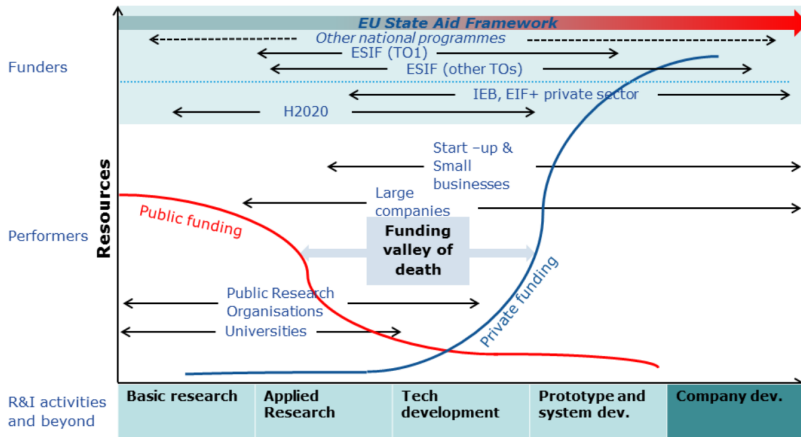 EU State Aid Framework
Other national programmes
ESIF (TO1)
Funders
ESIF (other TOs)
IEB, EIF+ private sector
H2020
Start –up &
Small
businesses
Large
companies
Resources
Public funding
Performers
Funding
valley of
death
Private funding
Public Research
Organisations
Universities
R&I activities
and beyond
Basic research
Applied
Research
Tech
development
Prototype and
system dev.
Company dev.